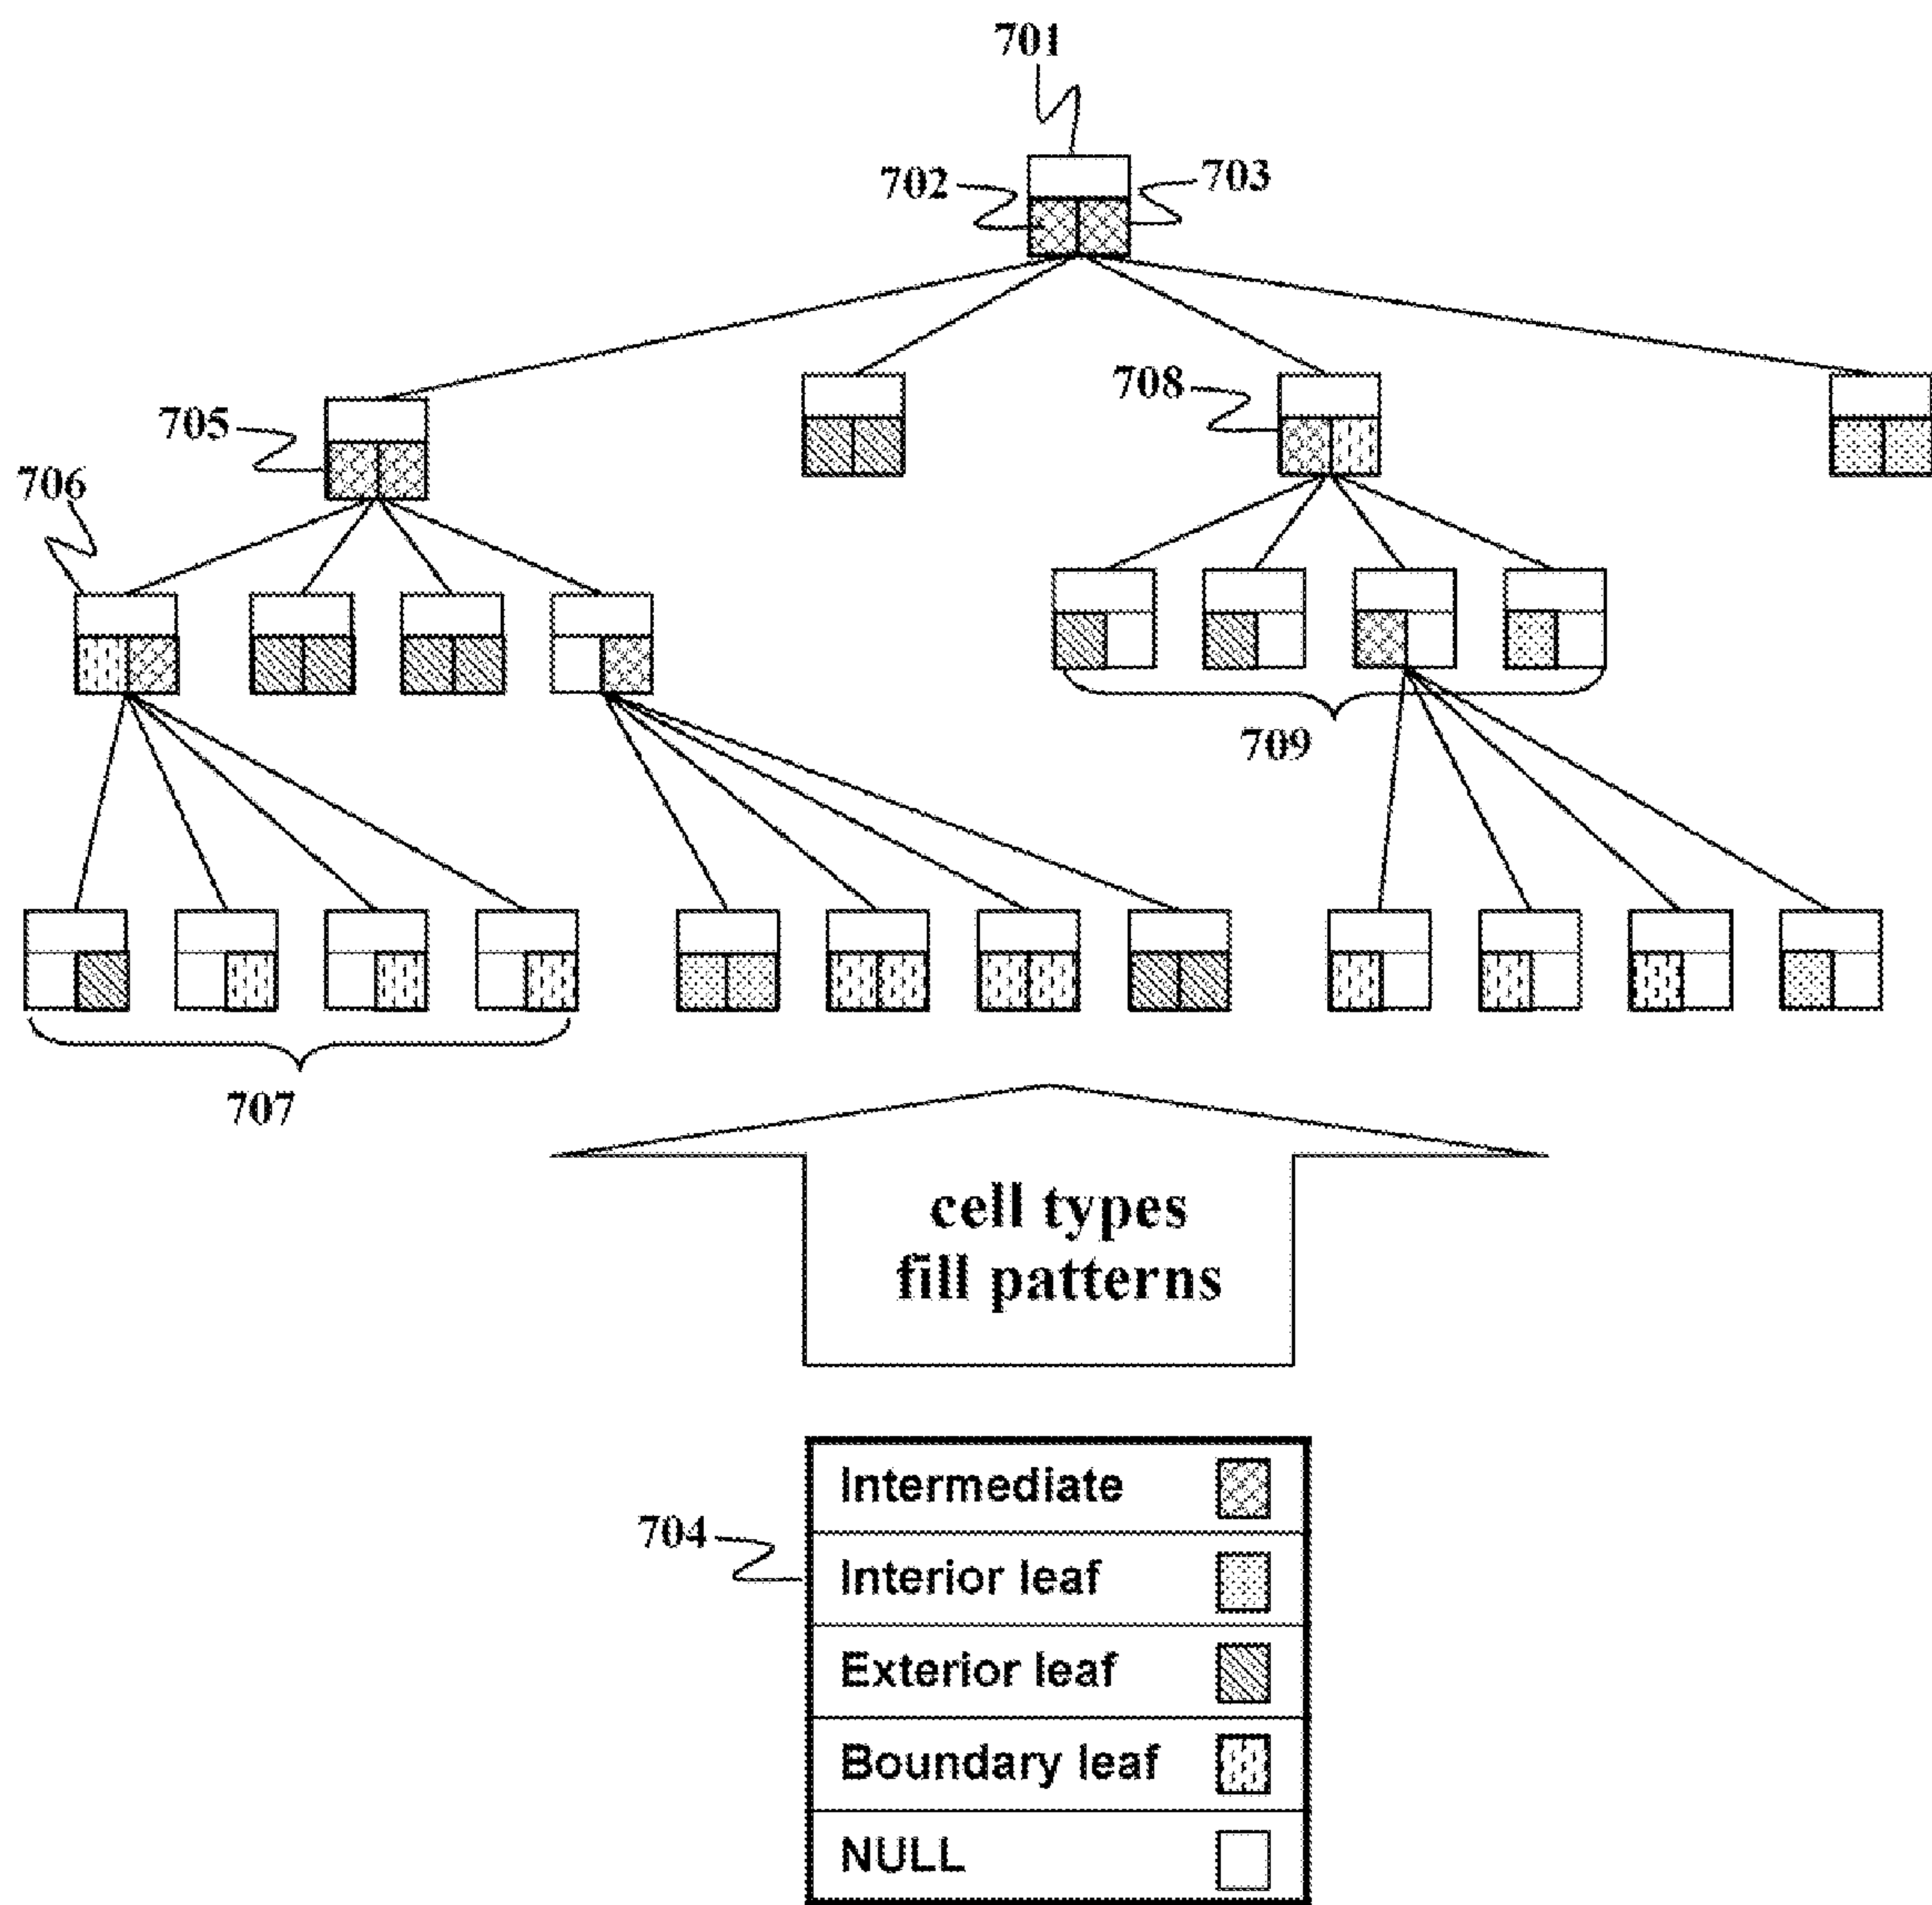 701
702
703
705
708
706
709
707
cell types
fill patterns
704
Intermediate
Interior leaf
Exterior leaf
Boundary leaf
NULL